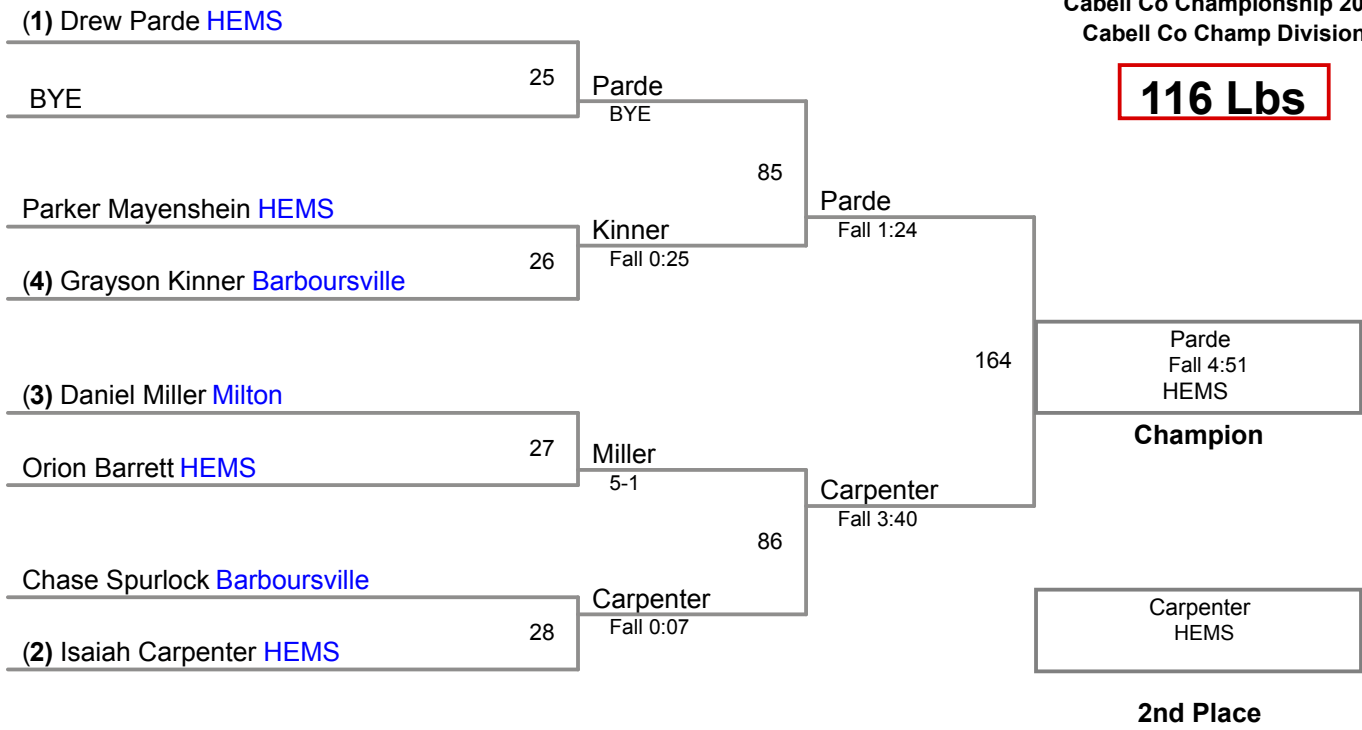 Cabell Co Championship 20
Cabell Co Champ Division
116 Lbs
(1) Drew Parde HEMS
25
BYE
Parde
BYE
85
Parker Mayenshein HEMS
26
(4) Grayson Kinner Barboursville
Kinner
Fall 0:25
Parde
Fall 1:24
164
(3) Daniel Miller Milton
27
Orion Barrett HEMS
Miller
5-1
86
Chase Spurlock Barboursville
28
(2) Isaiah Carpenter HEMS
Carpenter
Fall 0:07
Carpenter
Fall 3:40
Parde
Fall 4:51
HEMS
Champion
Carpenter
HEMS
2nd Place